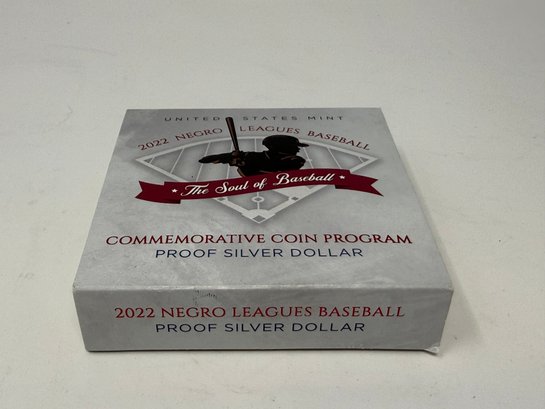 UNITED STATES MINT
2022 NEGRO LEAGUES BASEBALL
The Soul of Baseball
COMMEMORATIVE COIN PROGRAM
PROOF SILVER DOLLAR
2022 NEGRO LEAGUES BASEBALL
PROOF SILVER DOLLAR